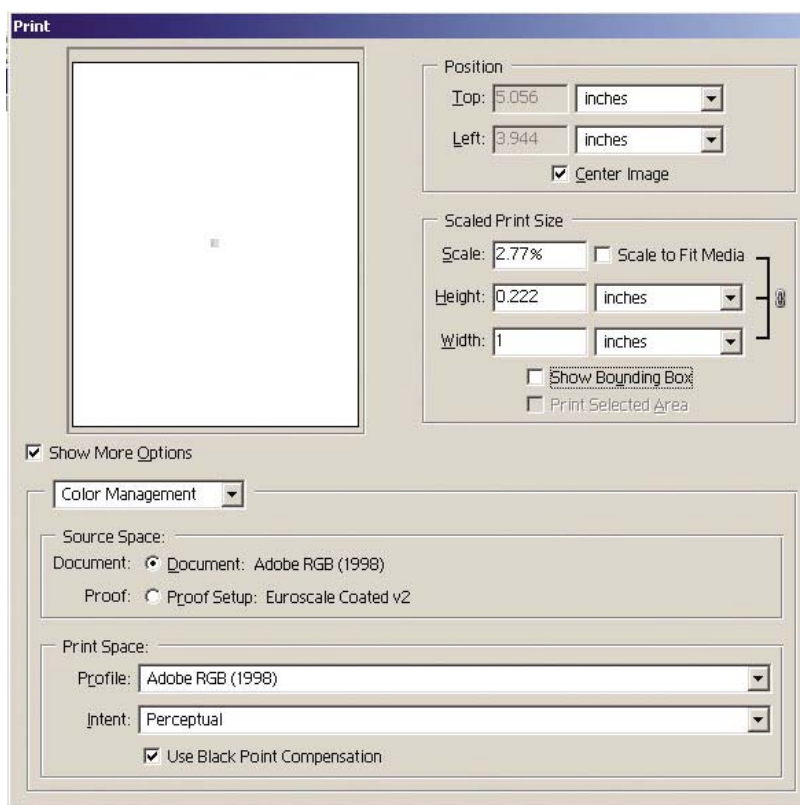 Print
Position
Top: 5.056 inches
Left: 3.944 inches
Center Image
Scaled Print Size
Scale: 2.77% Scale to Fit Media
Height: 0.222 inches
Width: 1 inches
Show Bounding Box
Print Selected Area
Show More Options
Color Management
Source Space:
Document: Document: Adobe RGB (1998)
Proof: Proof Setup: Euroscale Coated v2
Print Space:
Profile: Adobe RGB (1998)
Intent: Perceptual
Use Black Point Compensation